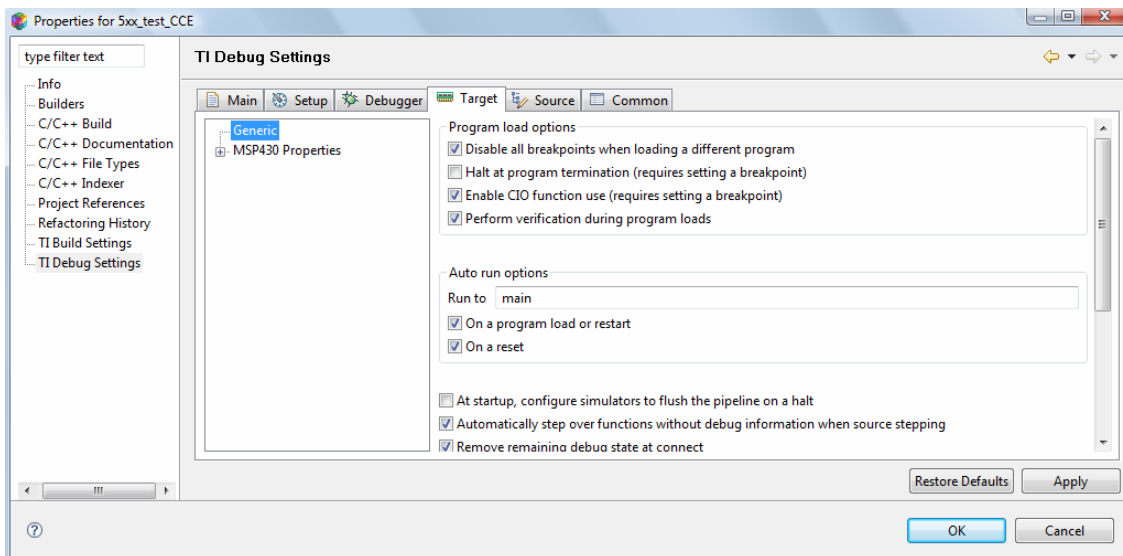 Properties for 5xx_test_CCE
type filter text
Info
Builders
C/C++ Build
C/C++ Documentation
C/C++ File Types
C/C++ Indexer
Project References
Refactoring History
TI Build Settings
TI Debug Settings
TI Debug Settings
Main Setup Debugger Target Source Common
Generic
MSP430 Properties
Program load options
Disable all breakpoints when loading a different program
Halt at program termination (requires setting a breakpoint)
Enable CIO function use (requires setting a breakpoint)
Perform verification during program loads
Auto run options
Run to main
On a program load or restart
On a reset
At startup, configure simulators to flush the pipeline on a halt
Automatically step over functions without debug information when source stepping
Remove remaining debug state at connect
Restore Defaults Apply
OK Cancel